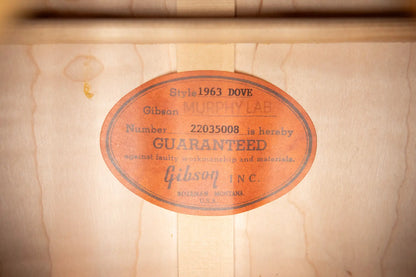 Style 1963 DOVE
Gibson MURPHY LAB
Number 22035008 is hereby
GUARANTEED
against faulty workmanship and materials.
Gibson INC.
BOZEMAN, MONTANA,
U.S.A.